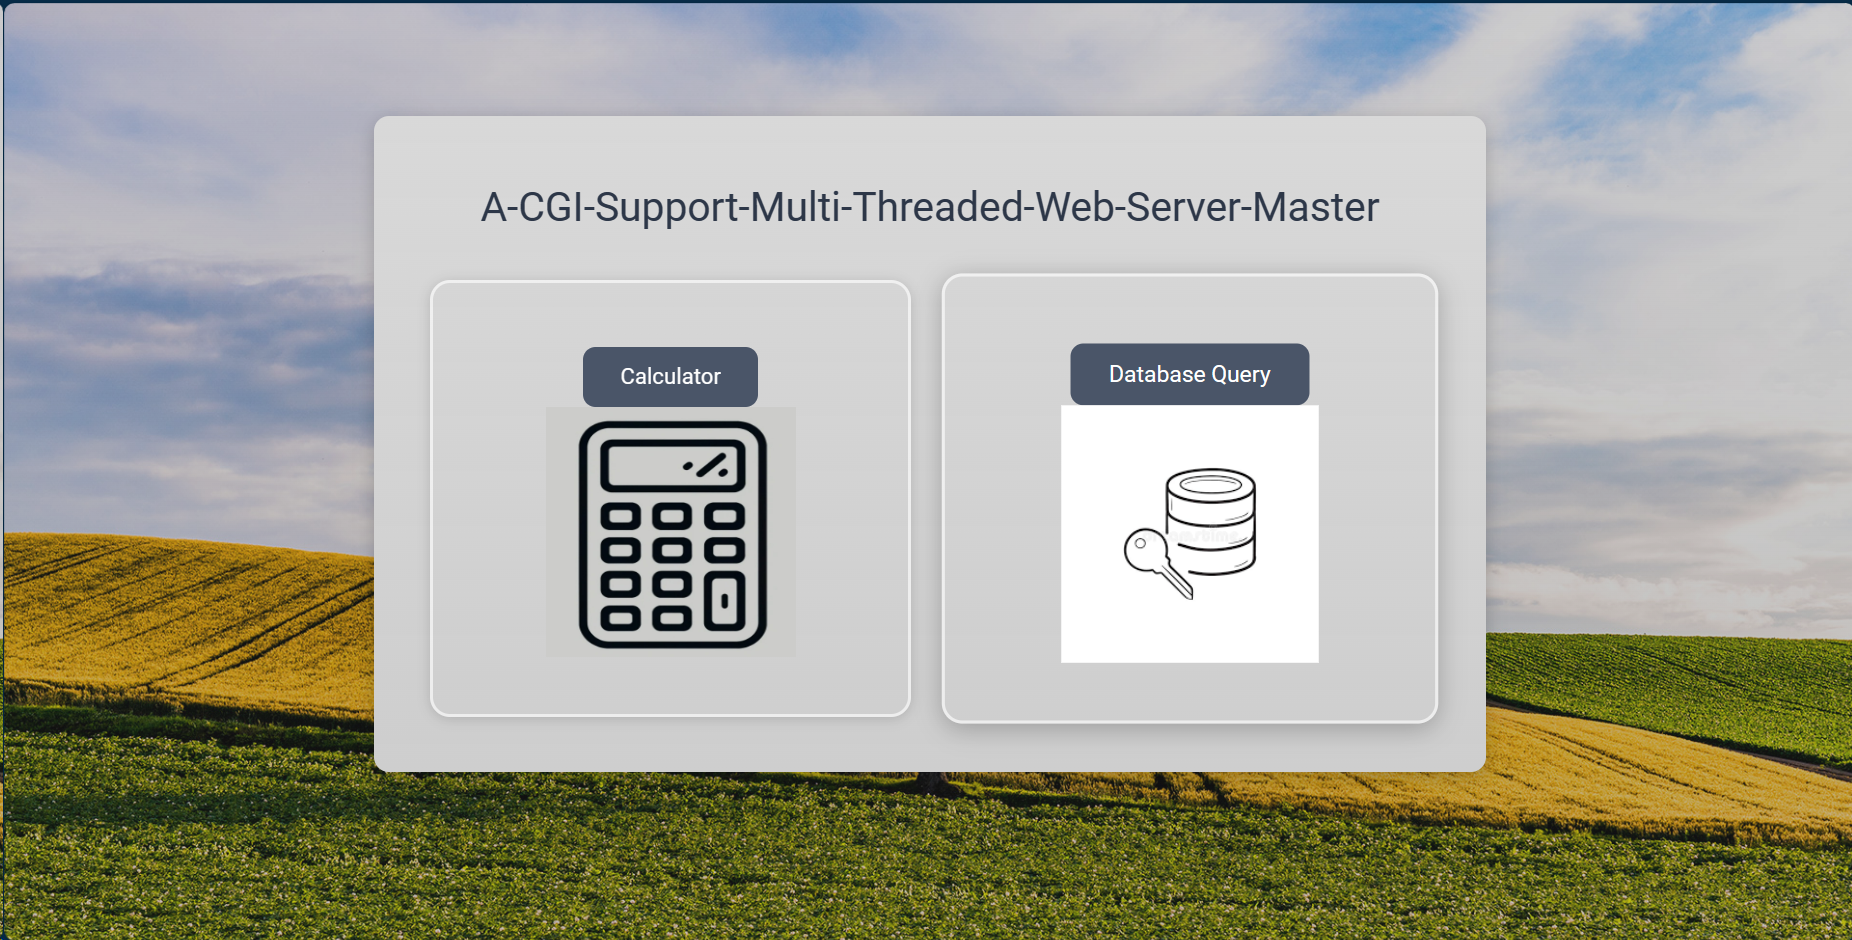 A-CGI-Support-Multi-Threaded-Web-Server-Master
Calculator
Database Query